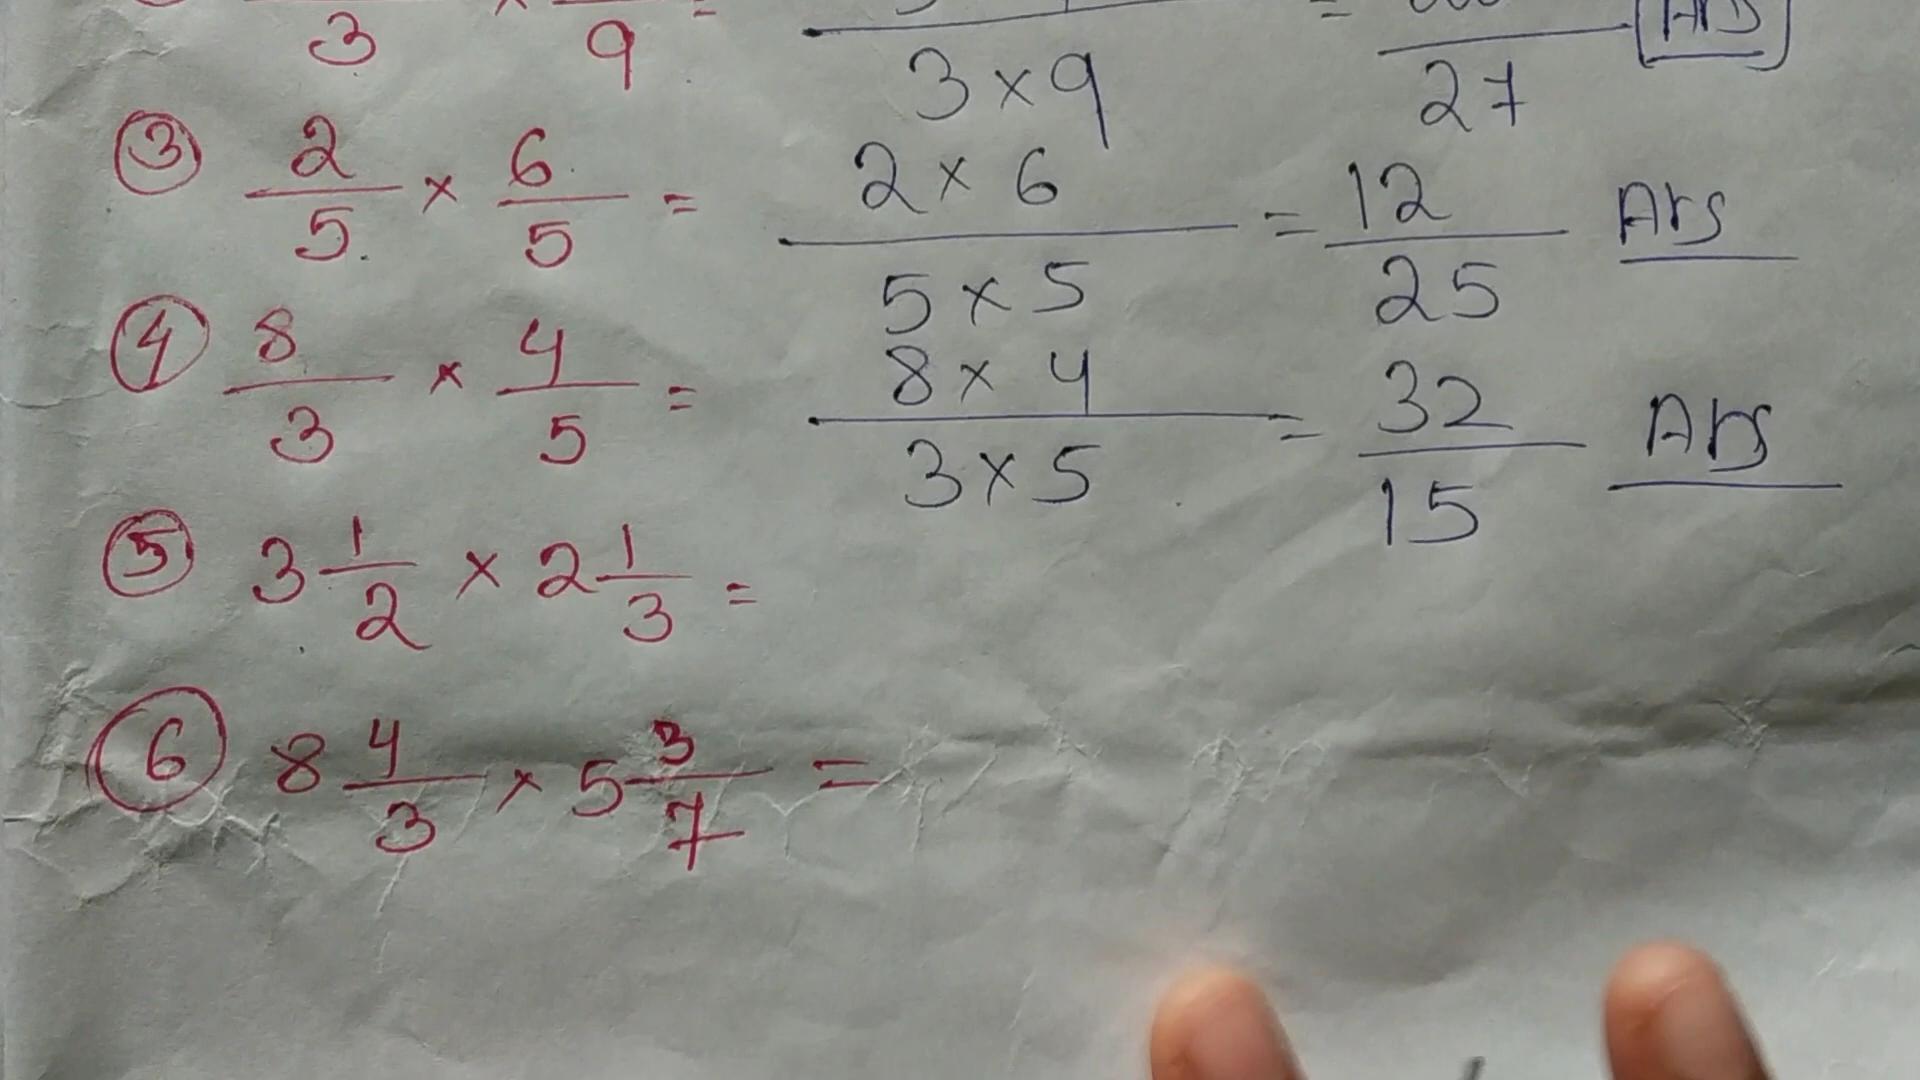 3 × 9 = 3 × 9 = 27 Ans
③ 2/5 × 6/5 = 2 × 6 / 5 × 5 = 12/25 Ans
④ 8/3 × 4/5 = 8 × 4 / 3 × 5 = 32/15 Ans
⑤ 3 1/2 × 2 1/3 =
⑥ 8 4/3 × 5 3/7 =